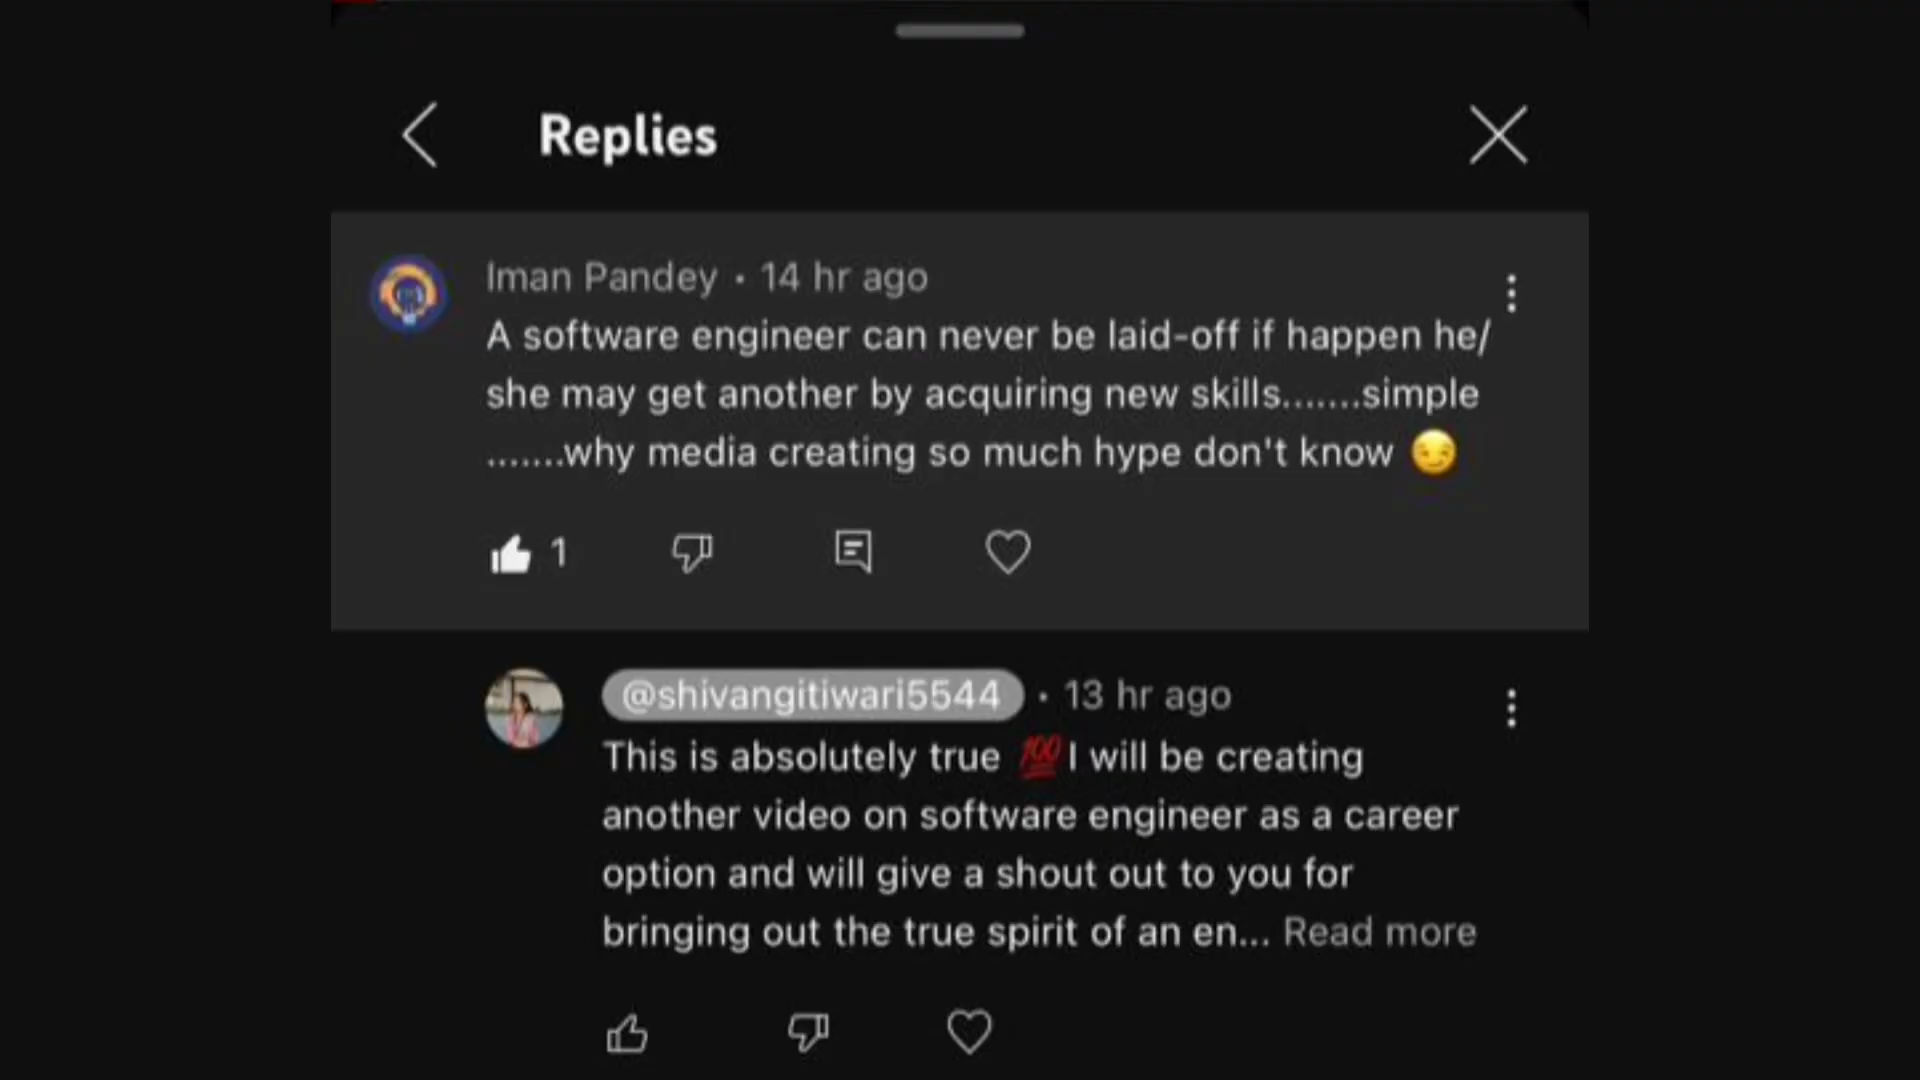 Replies
Iman Pandey • 14 hr ago
A software engineer can never be laid-off if happen he/
she may get another by acquiring new skills.......simple
.......why media creating so much hype don't know 😏
1
@shivangitiwari5544 • 13 hr ago
This is absolutely true 💯 I will be creating
another video on software engineer as a career
option and will give a shout out to you for
bringing out the true spirit of an en... Read more